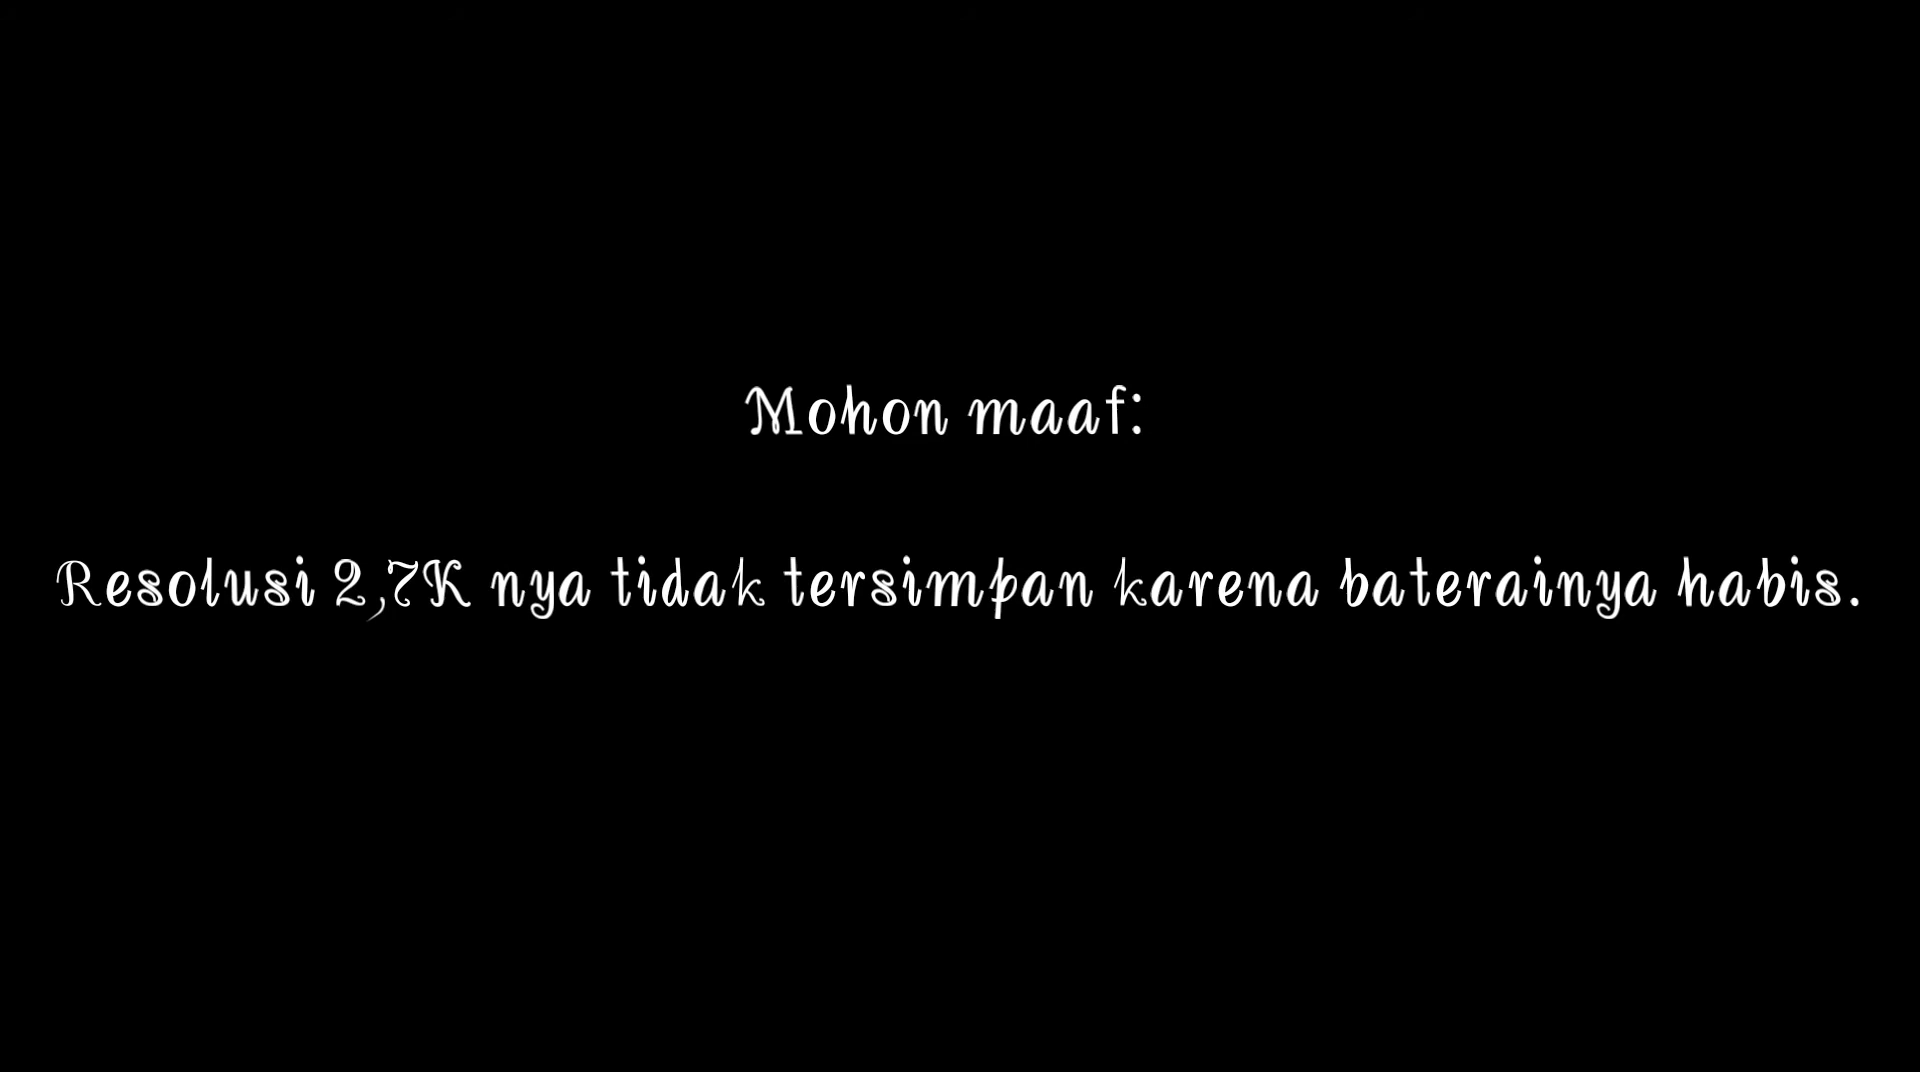 Mohon maaf:
Resolusi 2,7K nya tidak tersimpan karena baterainya habis.